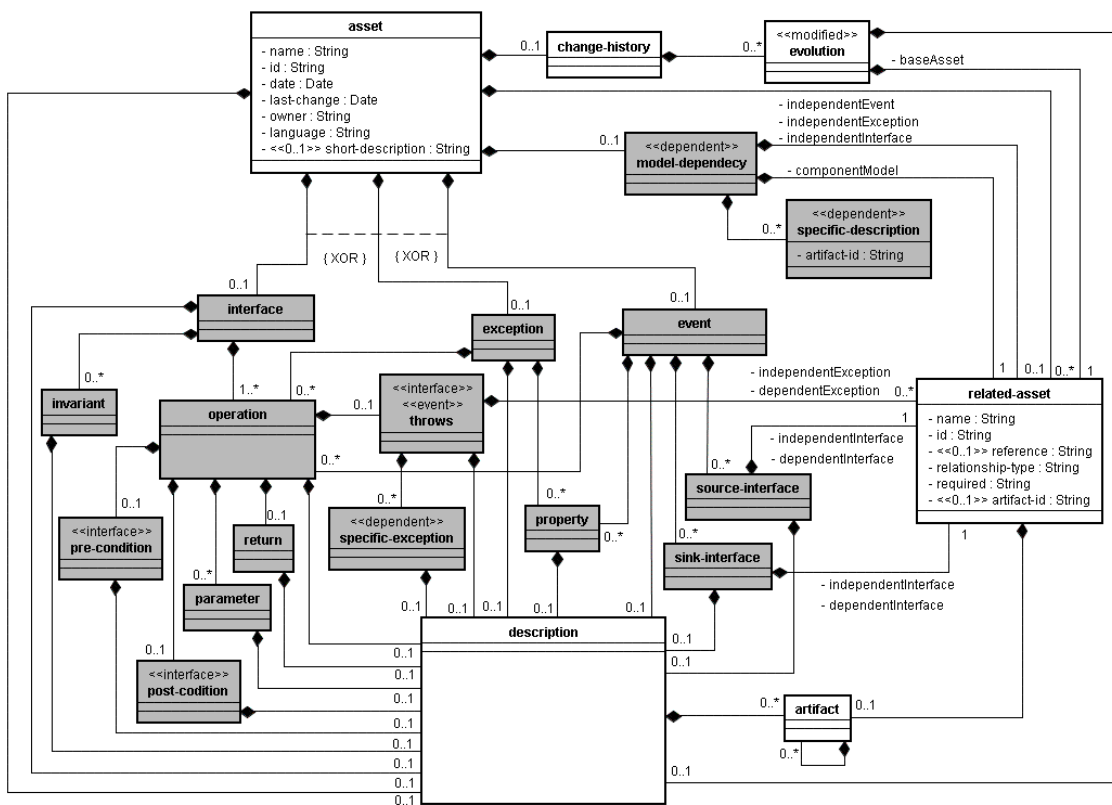 asset
- name : String
- id : String
- date : Date
- last-change : Date
- owner : String
- language : String
- <<0..1>> short-description : String
0..1
change-history
0..*
<<modified>>
evolution
- baseAsset
- independentEvent
- independentException
- independentInterface
0..1
<<dependent>>
model-dependecy
- componentModel
0..*
<<dependent>>
specific-description
- artifact-id : String
{ XOR }
{ XOR }
0..1
interface
0..1
exception
0..1
event
0..*
invariant
1..*
operation
0..*
0..1
<<interface>>
<<event>>
throws
- independentException
- dependentException
0..*
1
0..1
0..*
1
related-asset
- name : String
- id : String
- <<0..1>> reference : String
- relationship-type : String
- required : String
- <<0..1>> artifact-id : String
1
- independentInterface
- dependentInterface
0..*
0..*
source-interface
0..1
<<interface>>
pre-condition
0..1
return
0..*
<<dependent>>
specific-exception
0..*
property
0..*
0..*
sink-interface
1
- independentInterface
- dependentInterface
0..*
parameter
0..1
<<interface>>
post-codition
0..1
0..1
0..1
0..1
0..1
description
0..1
0..1
0..1
0..1
0..1
0..1
0..1
0..1
0..1
0..1
0..1
0..*
artifact
0..1
0..*
0..1